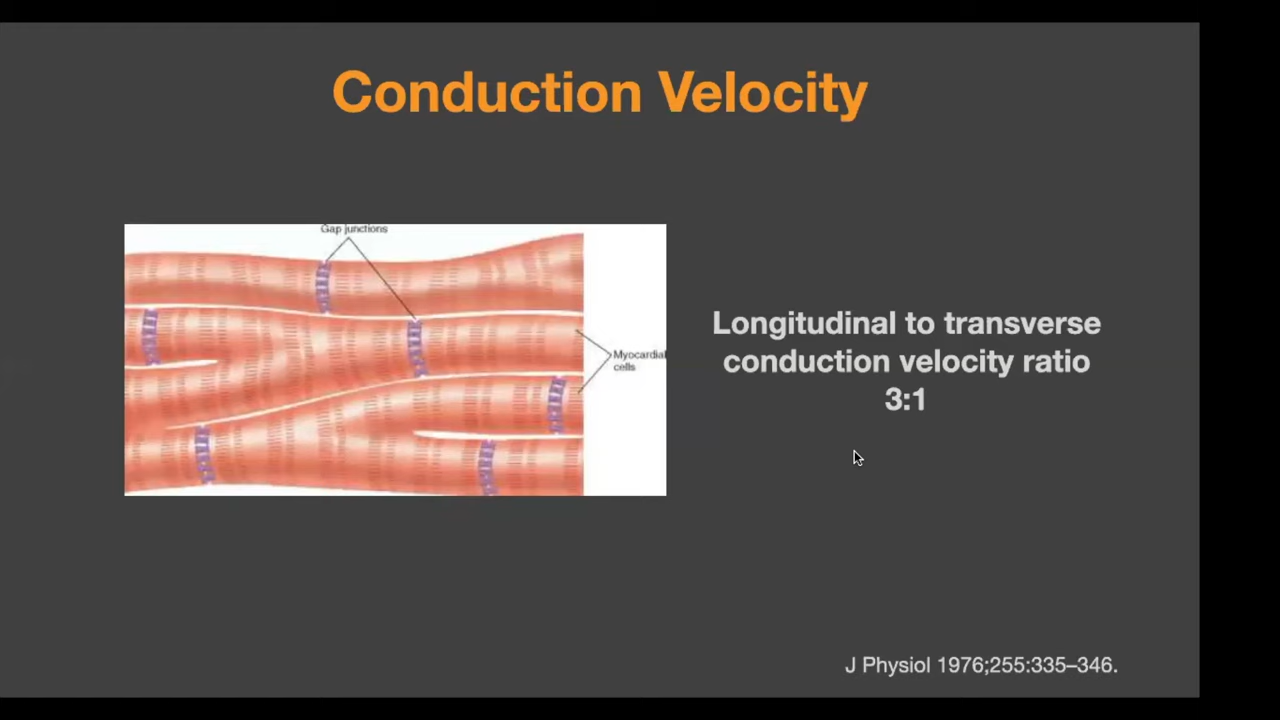 Conduction Velocity
Gap junctions
Myocardial
cells
Longitudinal to transverse
conduction velocity ratio
3:1
J Physiol 1976;255:335–346.